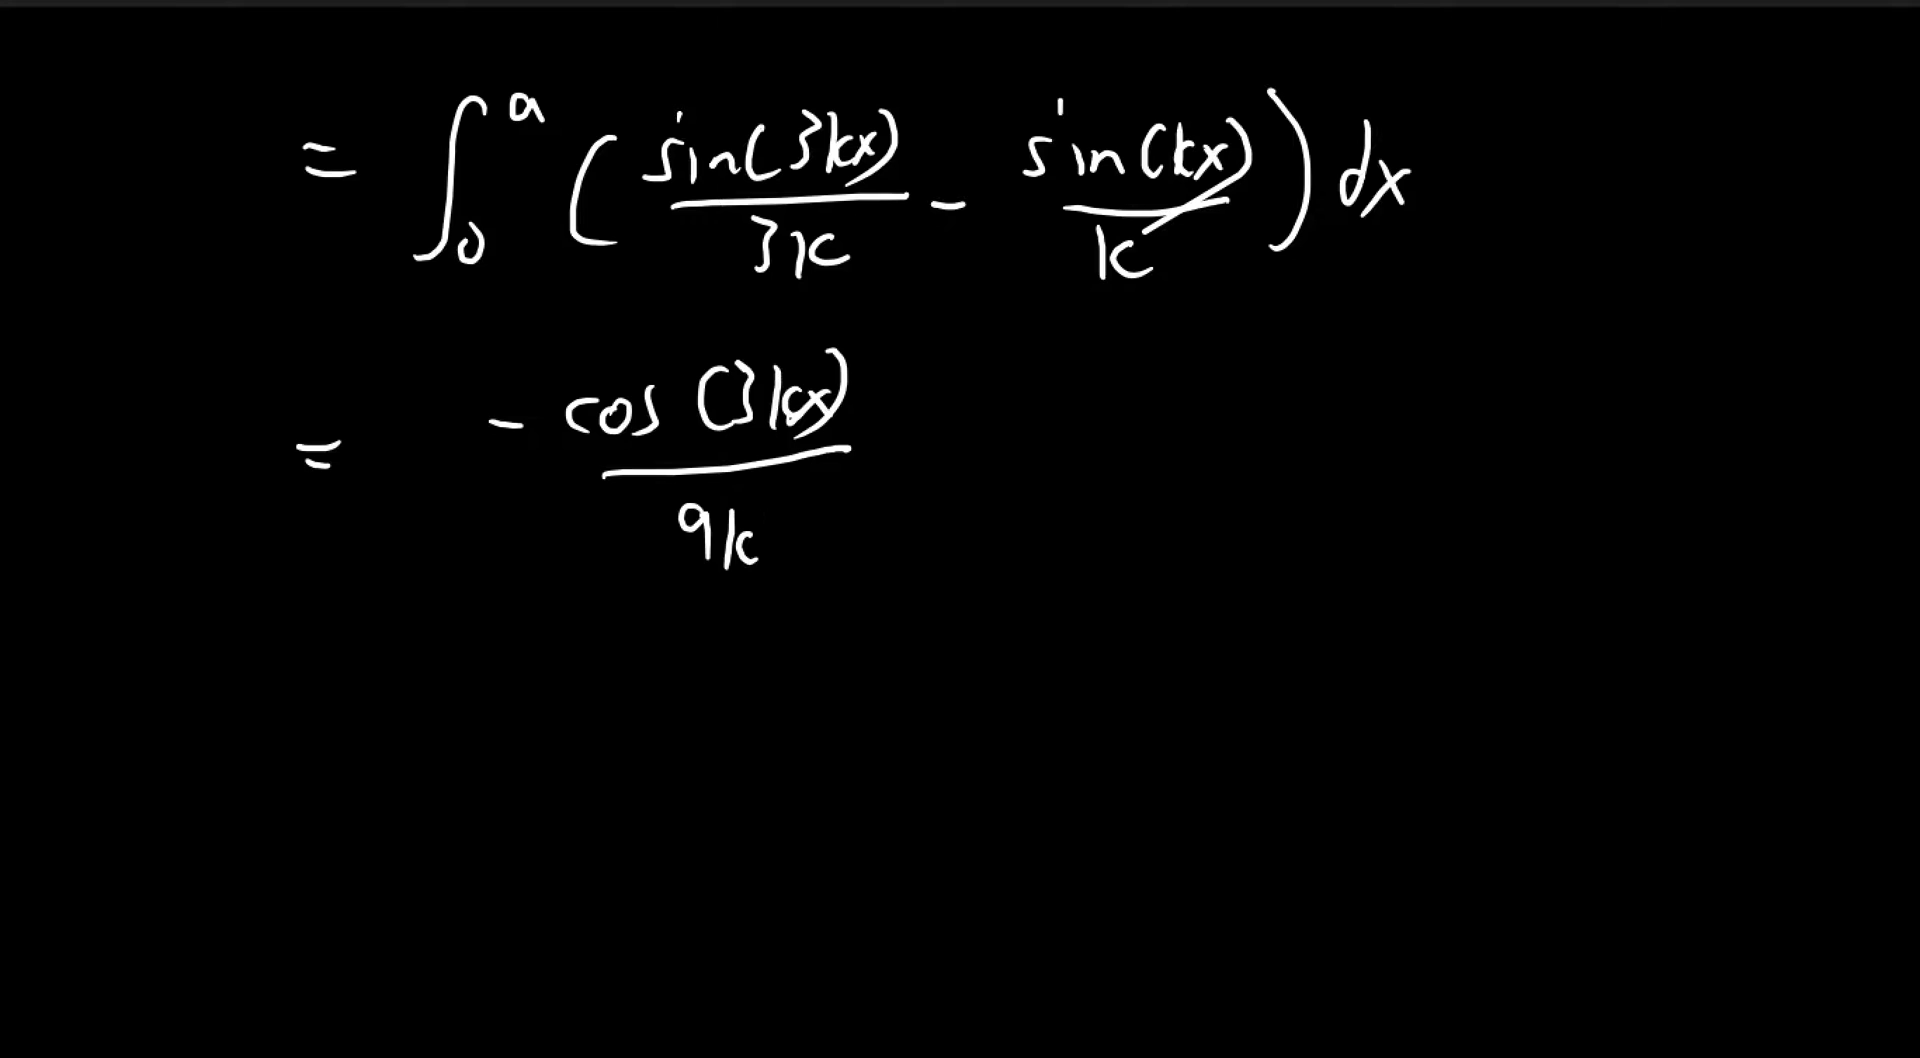 = ∫₀ᵃ ( sin(3kx)/3k - sin(kx)/k ) dx
= - cos(3kx)/9k